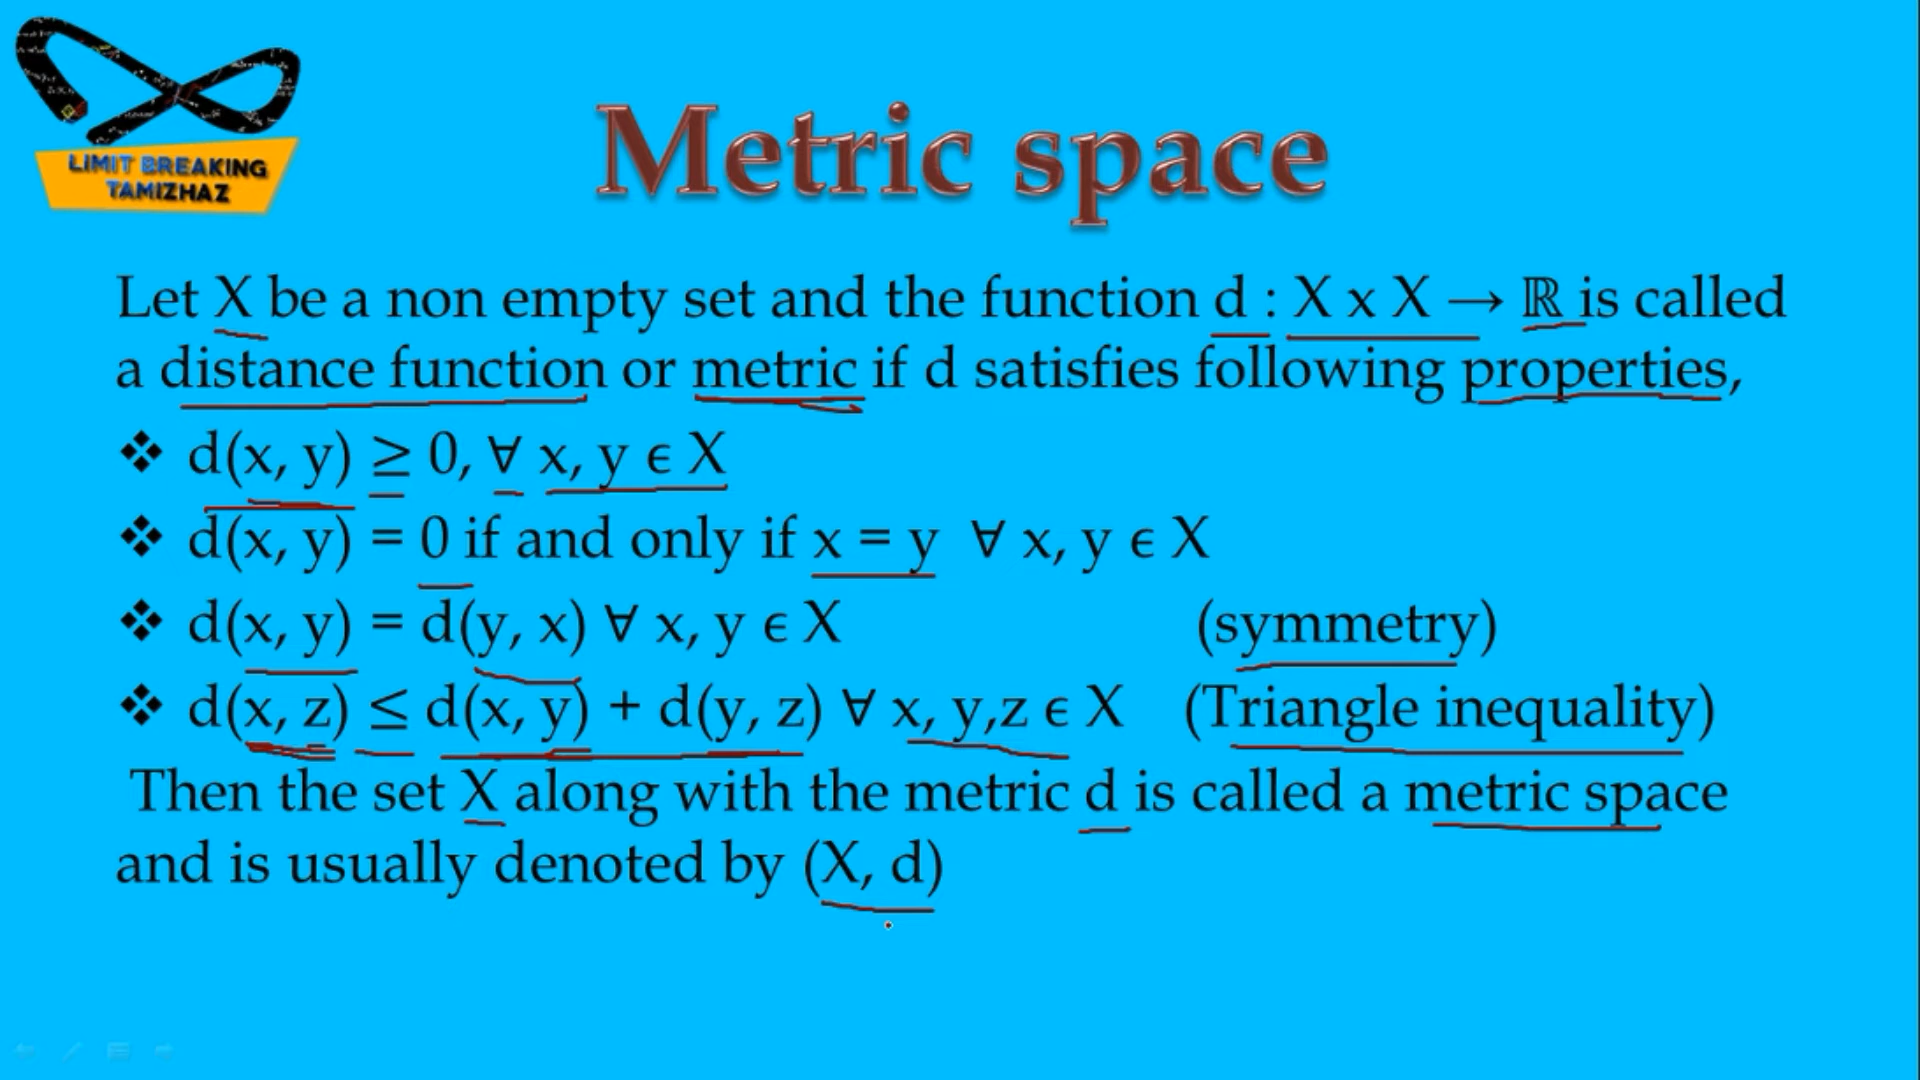 LIMIT BREAKING
TAMIZHAZ
Metric space
Let X be a non empty set and the function d : X x X → ℝ is called
a distance function or metric if d satisfies following properties,
❖ d(x, y) ≥ 0, ∀ x, y ϵ X
❖ d(x, y) = 0 if and only if x = y ∀ x, y ϵ X
❖ d(x, y) = d(y, x) ∀ x, y ϵ X (symmetry)
❖ d(x, z) ≤ d(x, y) + d(y, z) ∀ x, y,z ϵ X (Triangle inequality)
Then the set X along with the metric d is called a metric space
and is usually denoted by (X, d)